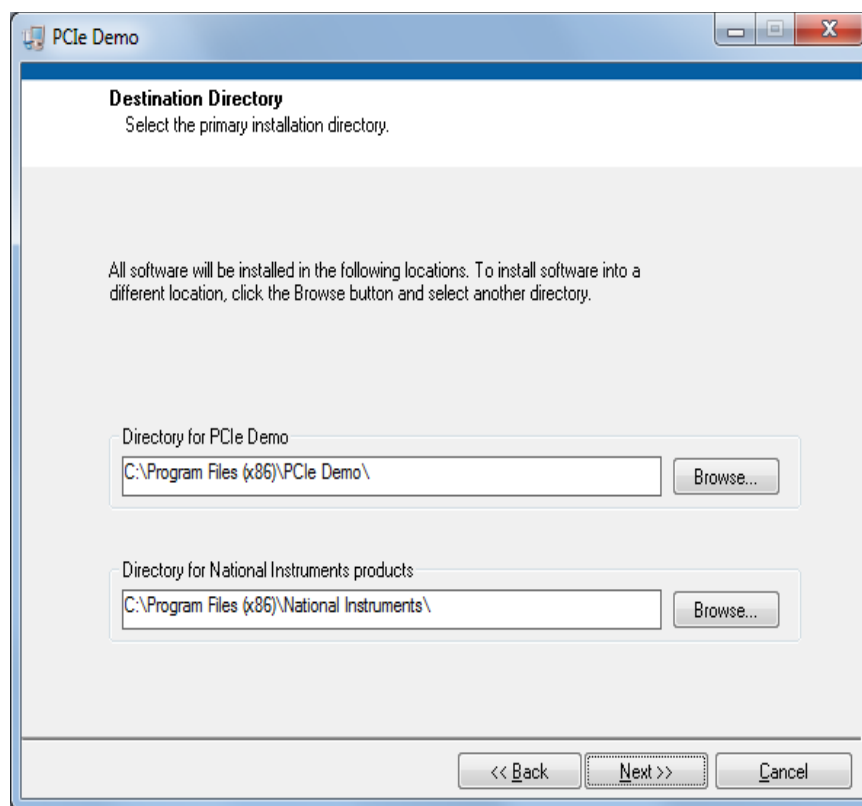 PCIe Demo
Destination Directory
Select the primary installation directory.
All software will be installed in the following locations. To install software into a
different location, click the Browse button and select another directory.
Directory for PCIe Demo
C:\Program Files (x86)\PCIe Demo\
Browse...
Directory for National Instruments products
C:\Program Files (x86)\National Instruments\
Browse...
<< Back
Next >>
Cancel